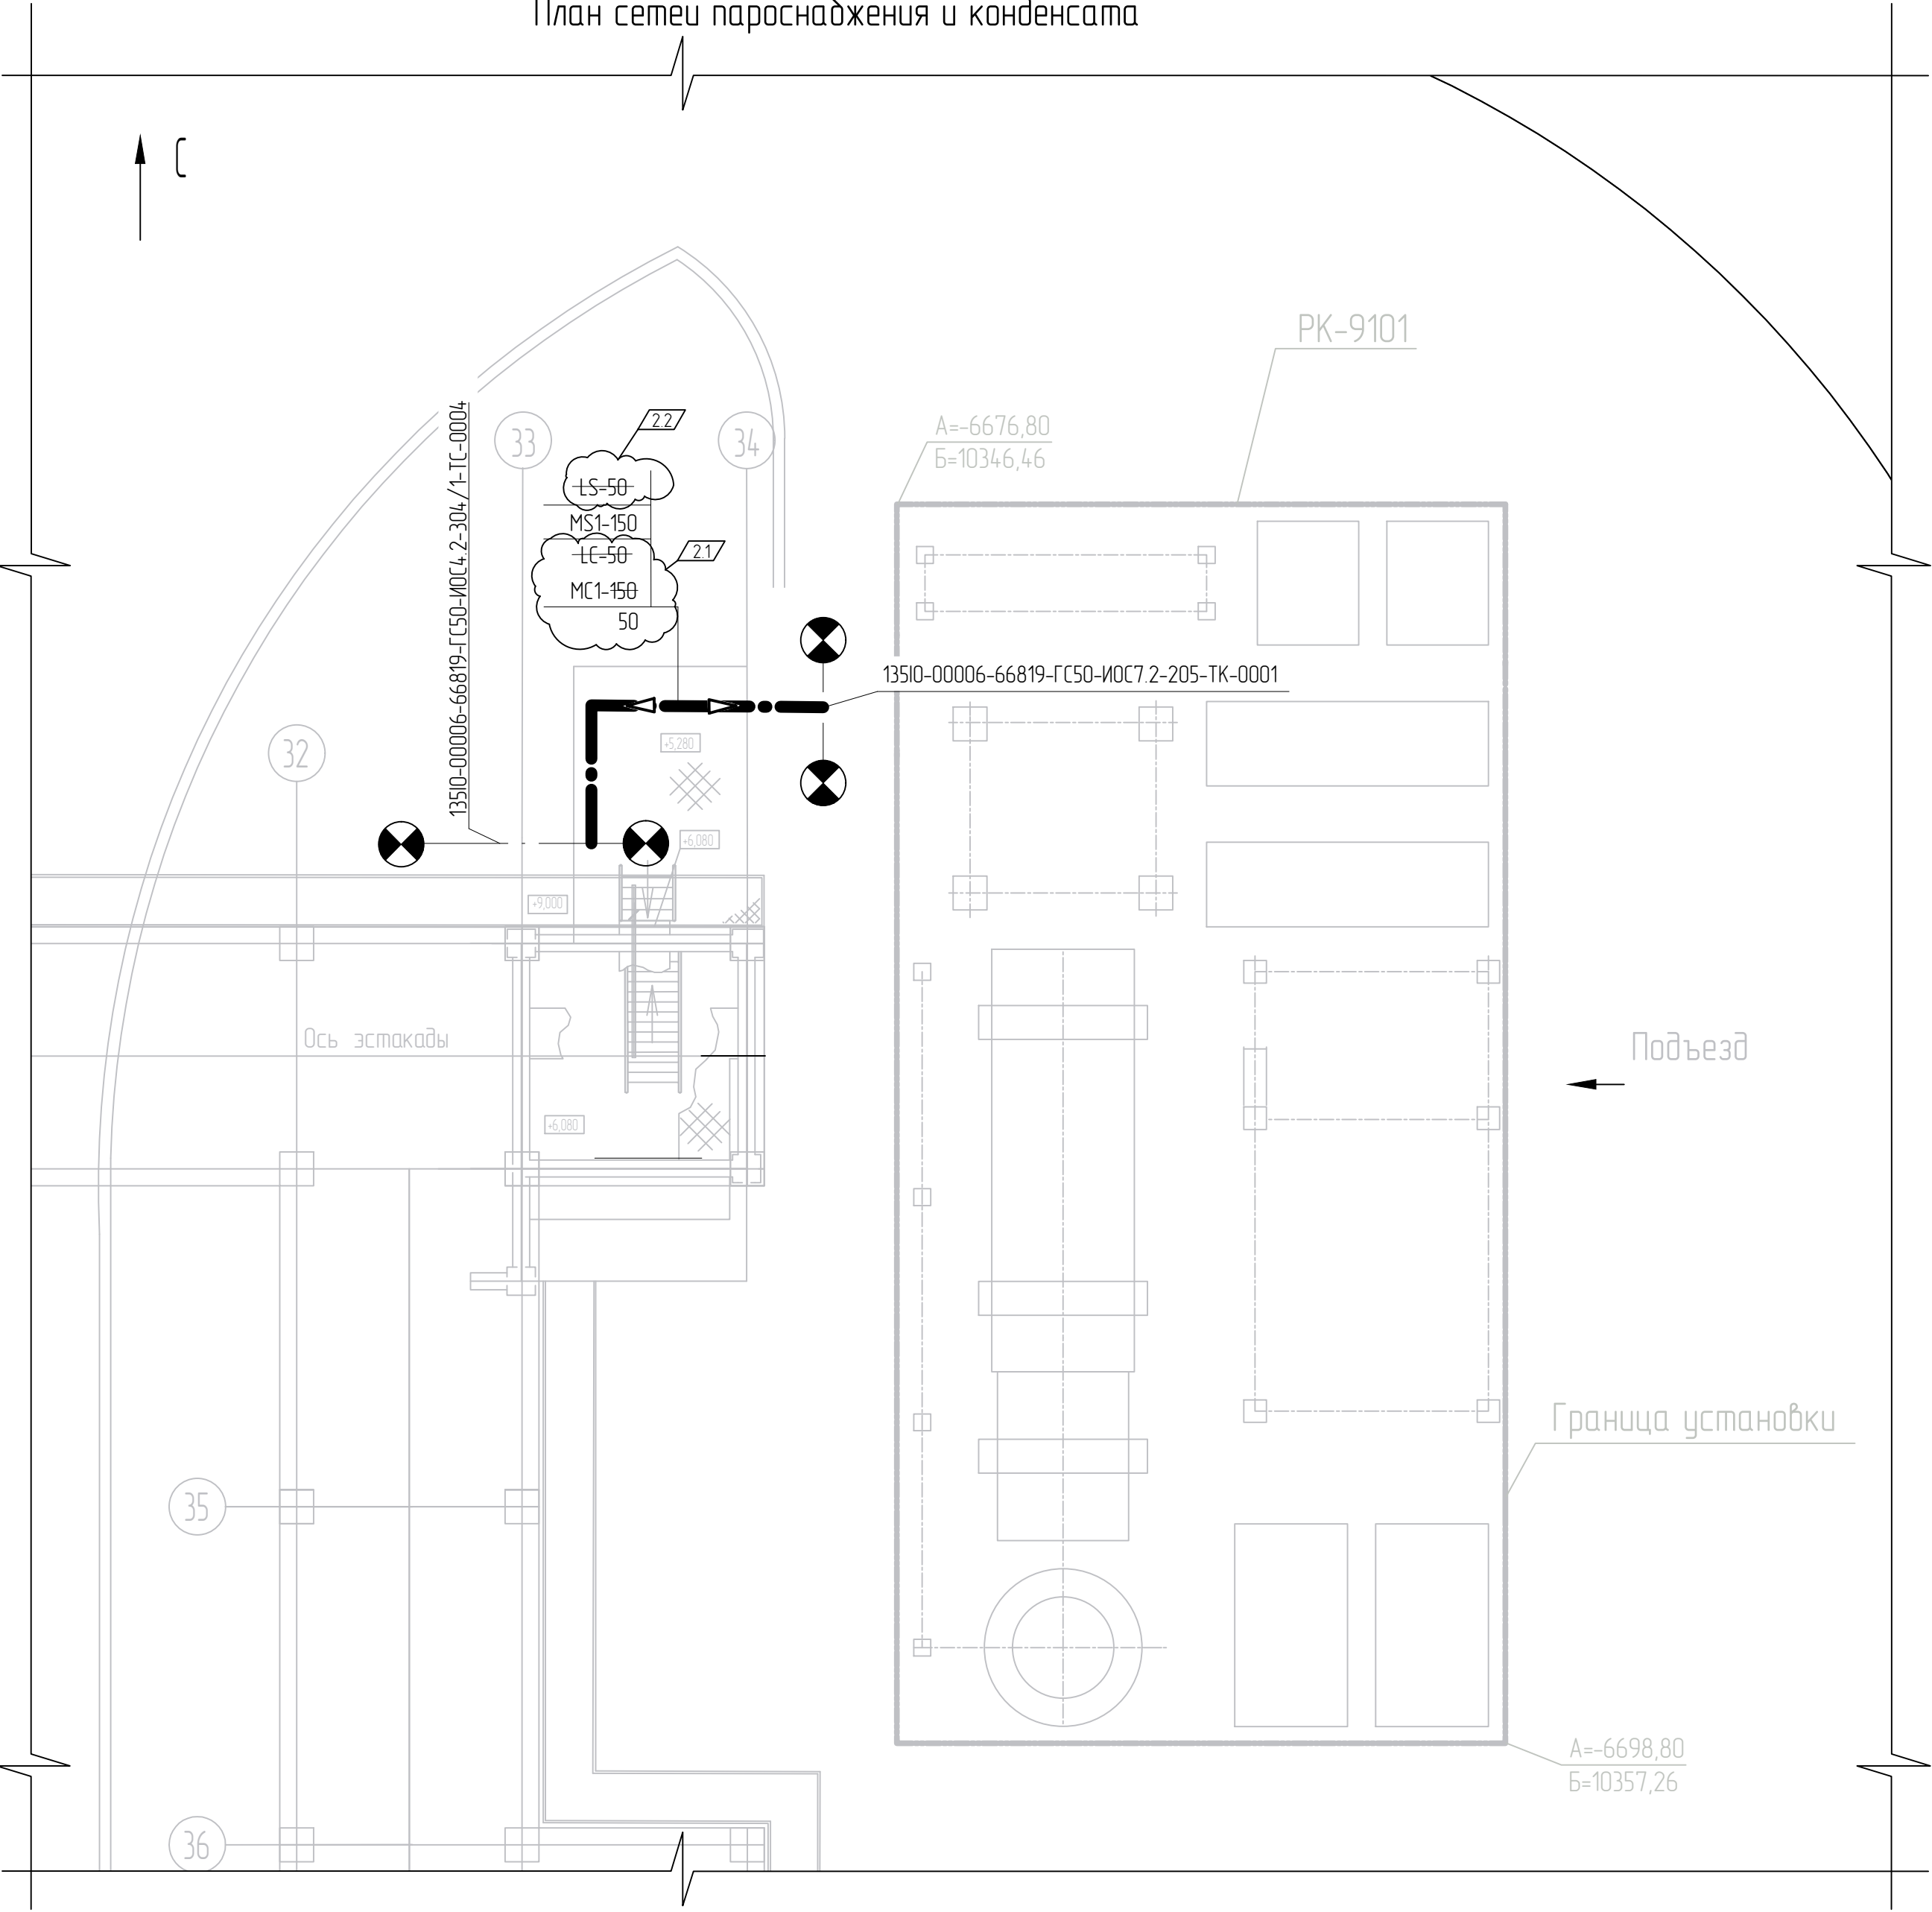 План сетей пароснабжения и конденсата
С
РК-9101
А=-6676,80
Б=10346,46
33
34
2.2
LS-50
MS1-150
LC-50
2.1
MC1-150
50
13510-00006-66819-ГС50-ИОС4.2-304/1-ТС-0004
13510-00006-66819-ГС50-ИОС7.2-205-ТК-0001
32
+5,280
+6,080
+9,000
Ось эстакады
+6,080
Подъезд
Граница установки
35
А=-6698,80
Б=10357,26
36